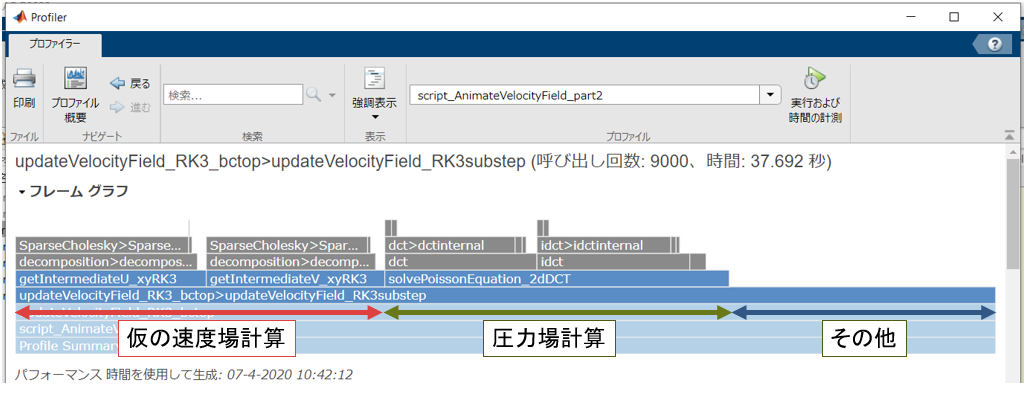 Profiler
プロファイラー
印刷
プロファイル
概要
戻る
進む
検索...
強調表示
script_AnimateVelocityField_part2
実行および
時間の計測
ファイル
ナビゲート
検索
表示
プロファイル
updateVelocityField_RK3_bctop>updateVelocityField_RK3substep (呼び出し回数: 9000、時間: 37.692 秒)
フレーム グラフ
SparseCholesky>Sparse... SparseCholesky>Spar... dct>dctinternal idct>idctinternal
decomposition>decompos... decomposition>decomp... dct idct
getIntermediateU_xyRK3 getIntermediateV_xyRK3 solvePoissonEquation_2dDCT
updateVelocityField_RK3_bctop>updateVelocityField_RK3substep
script_AnimateV
Profile Summar
仮の速度場計算
圧力場計算
その他
パフォーマンス 時間を使用して生成: 07-4-2020 10:42:12